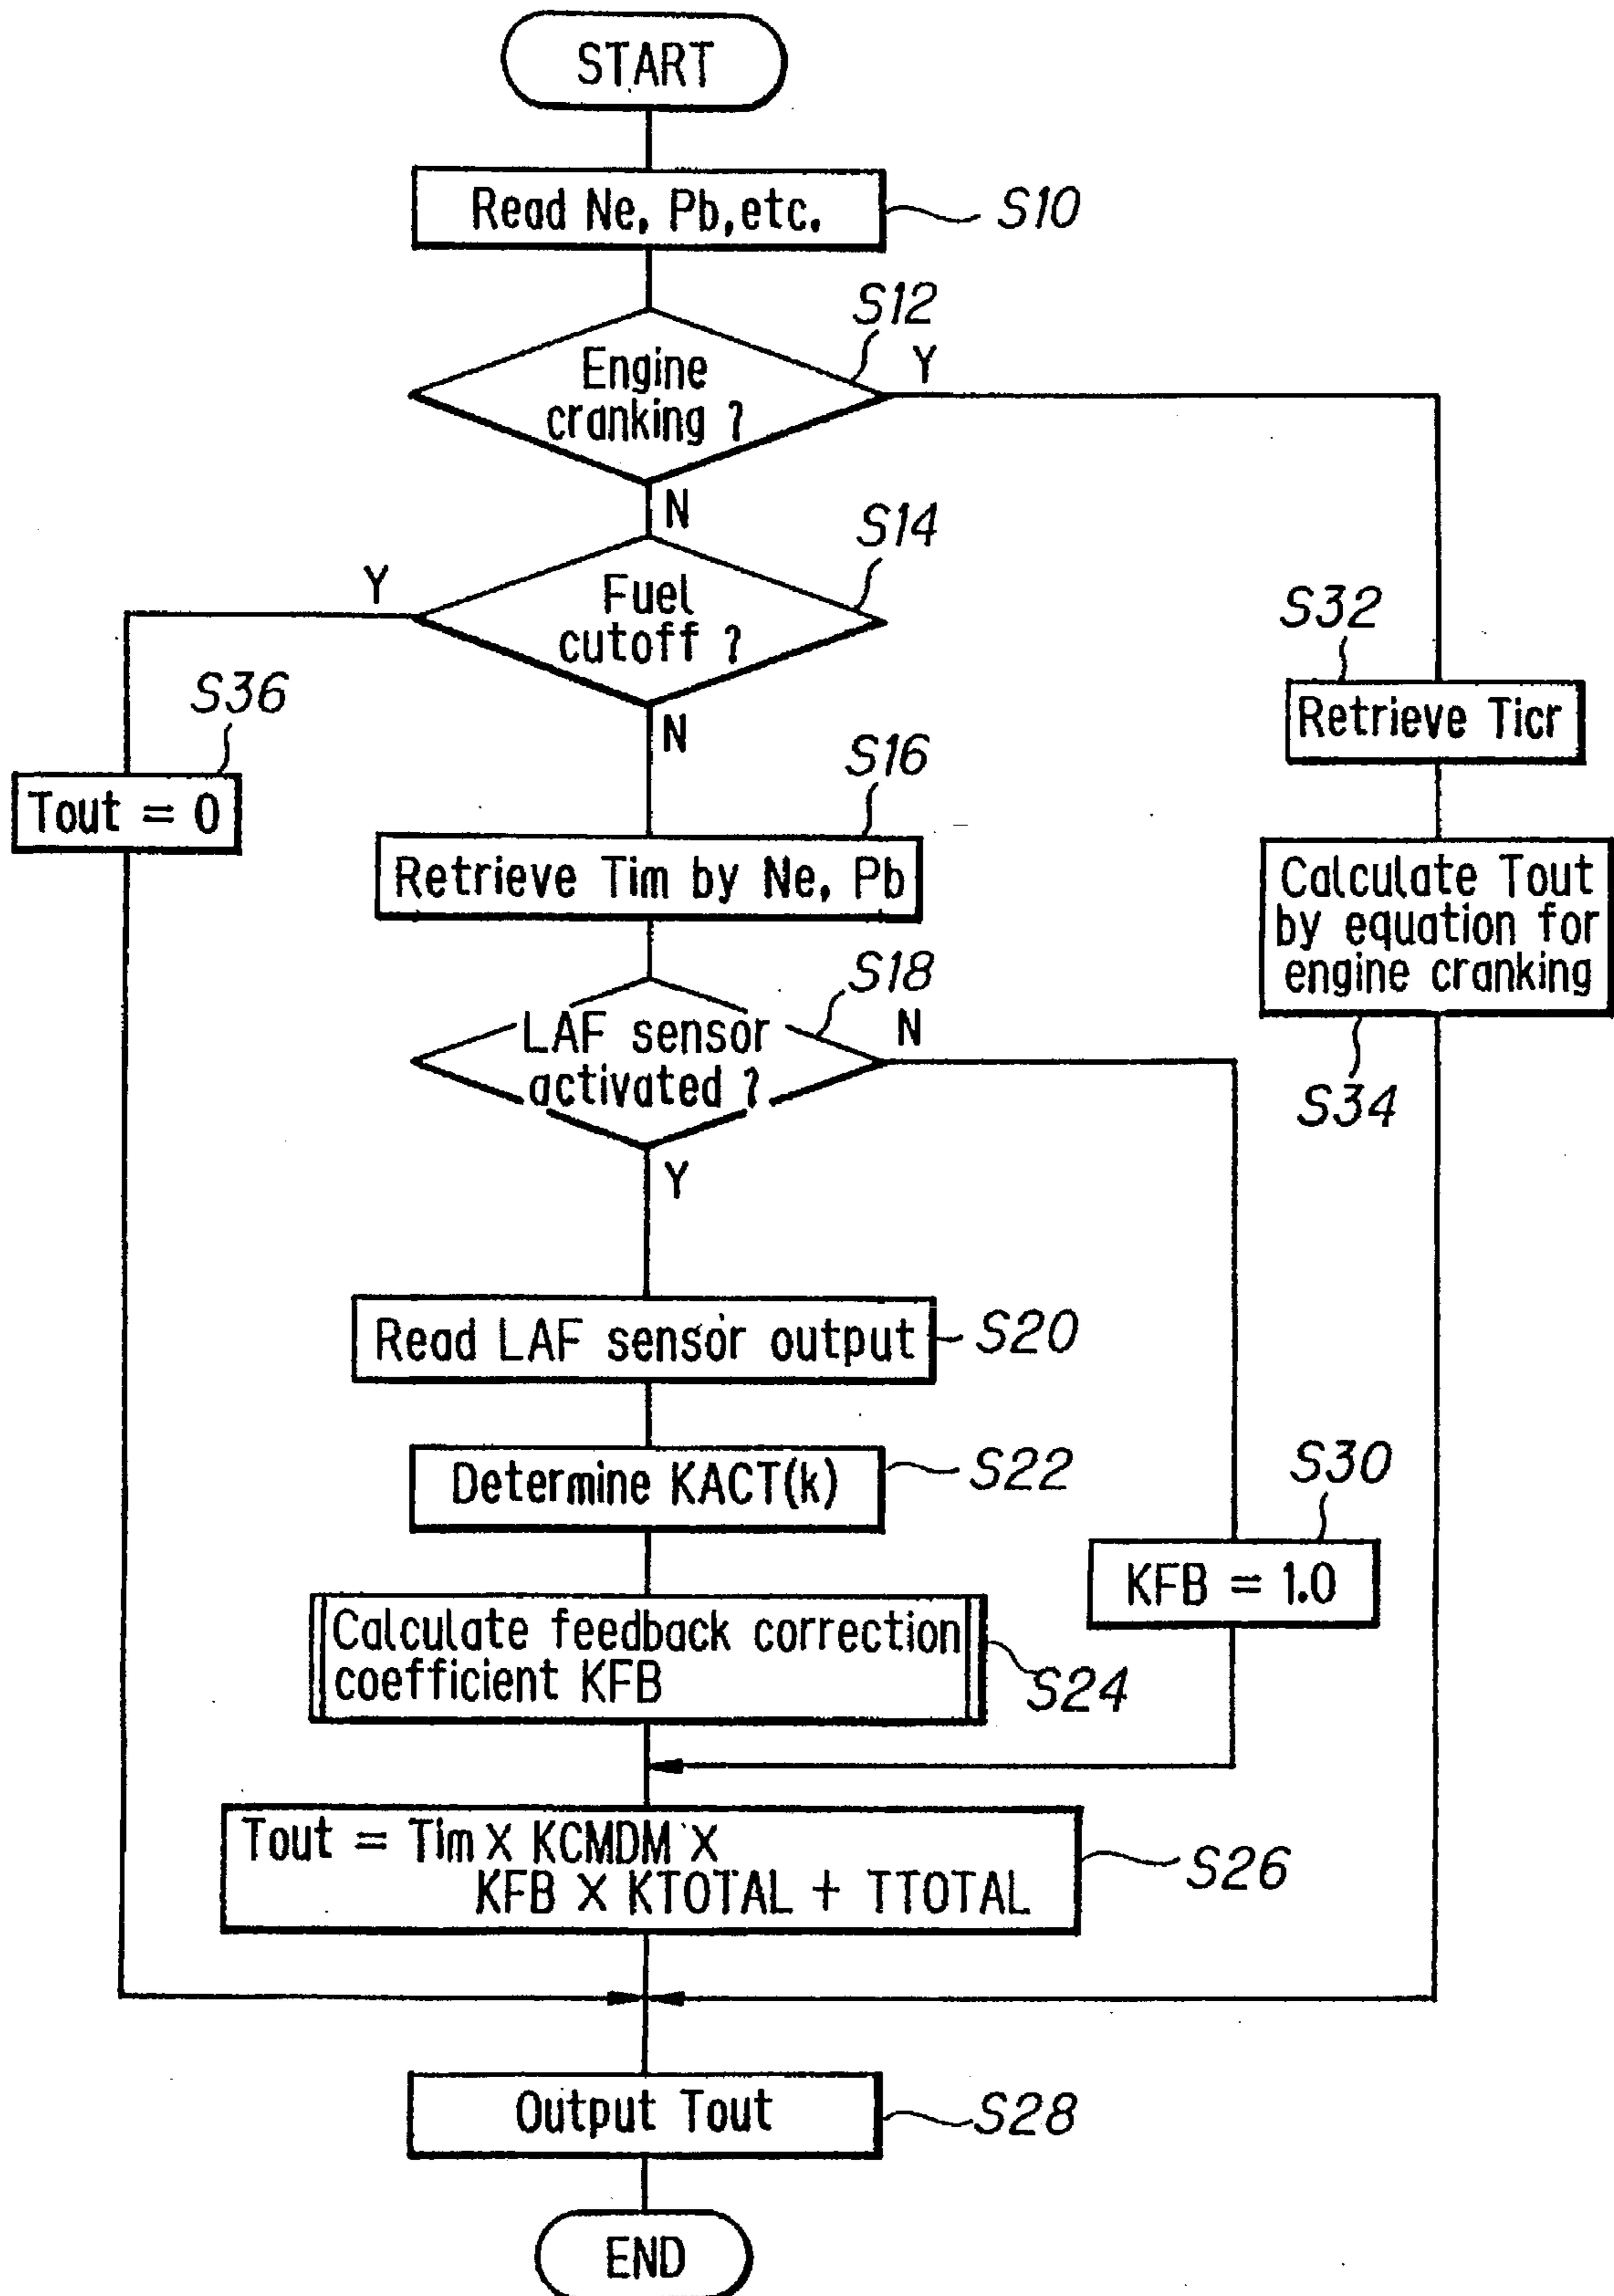 START
Read Ne, Pb, etc.
S10
S12
Engine
cranking ?
Y
N
S14
Y
Fuel
cutoff ?
N
S32
Retrieve Ticr
S36
Tout = 0
S16
Retrieve Tim by Ne, Pb
Calculate Tout
by equation for
engine cranking
S34
S18
LAF sensor
activated ?
N
Y
Read LAF sensor output
S20
Determine KACT(k)
S22
S30
KFB = 1.0
Calculate feedback correction
coefficient KFB
S24
Tout = Tim X KCMDM X
KFB X KTOTAL + TTOTAL
S26
Output Tout
S28
END